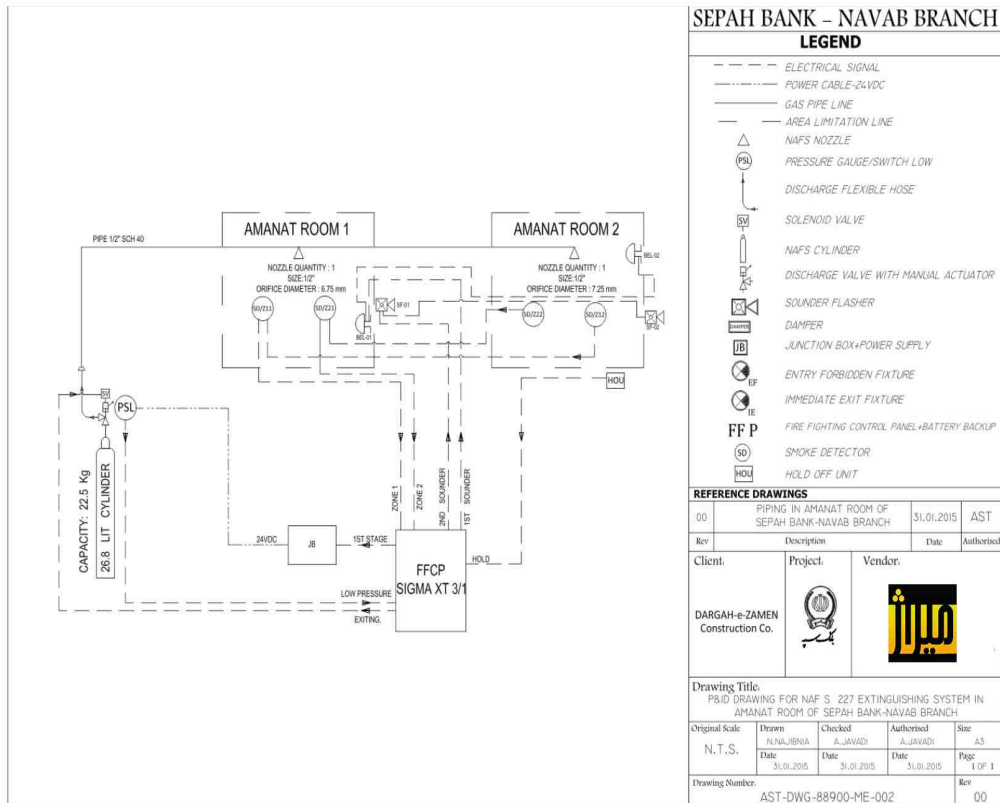 SEPAH BANK – NAVAB BRANCH
LEGEND
ELECTRICAL SIGNAL
POWER CABLE-24VDC
GAS PIPE LINE
AREA LIMITATION LINE
NAFS NOZZLE
PSL PRESSURE GAUGE/SWITCH LOW
DISCHARGE FLEXIBLE HOSE
SV SOLENOID VALVE
NAFS CYLINDER
DISCHARGE VALVE WITH MANUAL ACTUATOR
SOUNDER FLASHER
DAMPER DAMPER
JB JUNCTION BOX+POWER SUPPLY
EF ENTRY FORBIDDEN FIXTURE
IE IMMEDIATE EXIT FIXTURE
FF P FIRE FIGHTING CONTROL PANEL+BATTERY BACKUP
SD SMOKE DETECTOR
HOU HOLD OFF UNIT
REFERENCE DRAWINGS
00 PIPING IN AMANAT ROOM OF SEPAH BANK-NAVAB BRANCH 31.01.2015 AST
Rev Description Date Authorised
Client: Project: Vendor:
DARGAH-e-ZAMEN
Construction Co.
بانک سپه
میراژ
Drawing Title:
P&ID DRAWING FOR NAF S 227 EXTINGUISHING SYSTEM IN
AMANAT ROOM OF SEPAH BANK-NAVAB BRANCH
Original Scale Drawn Checked Authorised Size
N.T.S. N.NAJIBNIA A.JAVADI A.JAVADI A3
Date Date Date Page
31.01.2015 31.01.2015 31.01.2015 1 OF 1
Drawing Number: Rev
AST-DWG-88900-ME-002 00
AMANAT ROOM 1
AMANAT ROOM 2
PIPE 1/2" SCH 40
NOZZLE QUANTITY : 1
SIZE:1/2"
ORIFICE DIAMETER : 6.75 mm
NOZZLE QUANTITY : 1
SIZE:1/2"
ORIFICE DIAMETER : 7.25 mm
BEL-02
SD/Z11
SD/Z21
SF-01
BEL-01
SD/Z22
SD/Z12
SF-02
HOU
SV
PSL
CAPACITY: 22.5 Kg
26.8 LIT CYLINDER
ZONE 1
ZONE 2
2ND SOUNDER
1ST SOUNDER
24VDC
JB
1ST STAGE
HOLD
FFCP
SIGMA XT 3/1
LOW PRESSURE
EXITING.